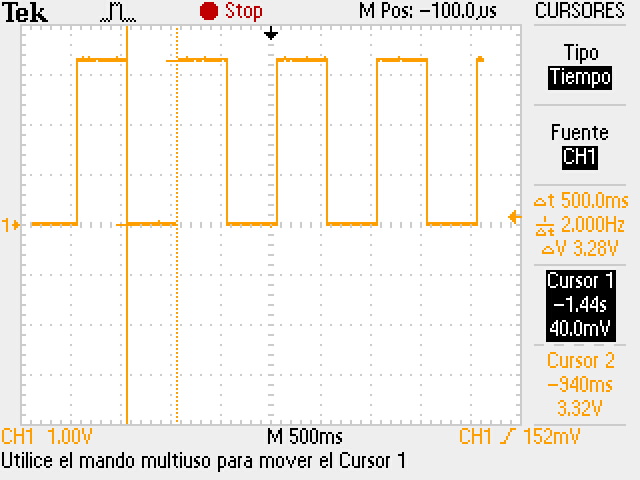 Tek Stop M Pos: -100.0µs CURSORES
Tipo
Tiempo
Fuente
CH1
1
Δt 500.0ms
1/Δt 2.000Hz
ΔV 3.28V
Cursor 1
-1.44s
40.0mV
Cursor 2
-940ms
3.32V
CH1 1.00V M 500ms CH1 152mV
Utilice el mando multiuso para mover el Cursor 1